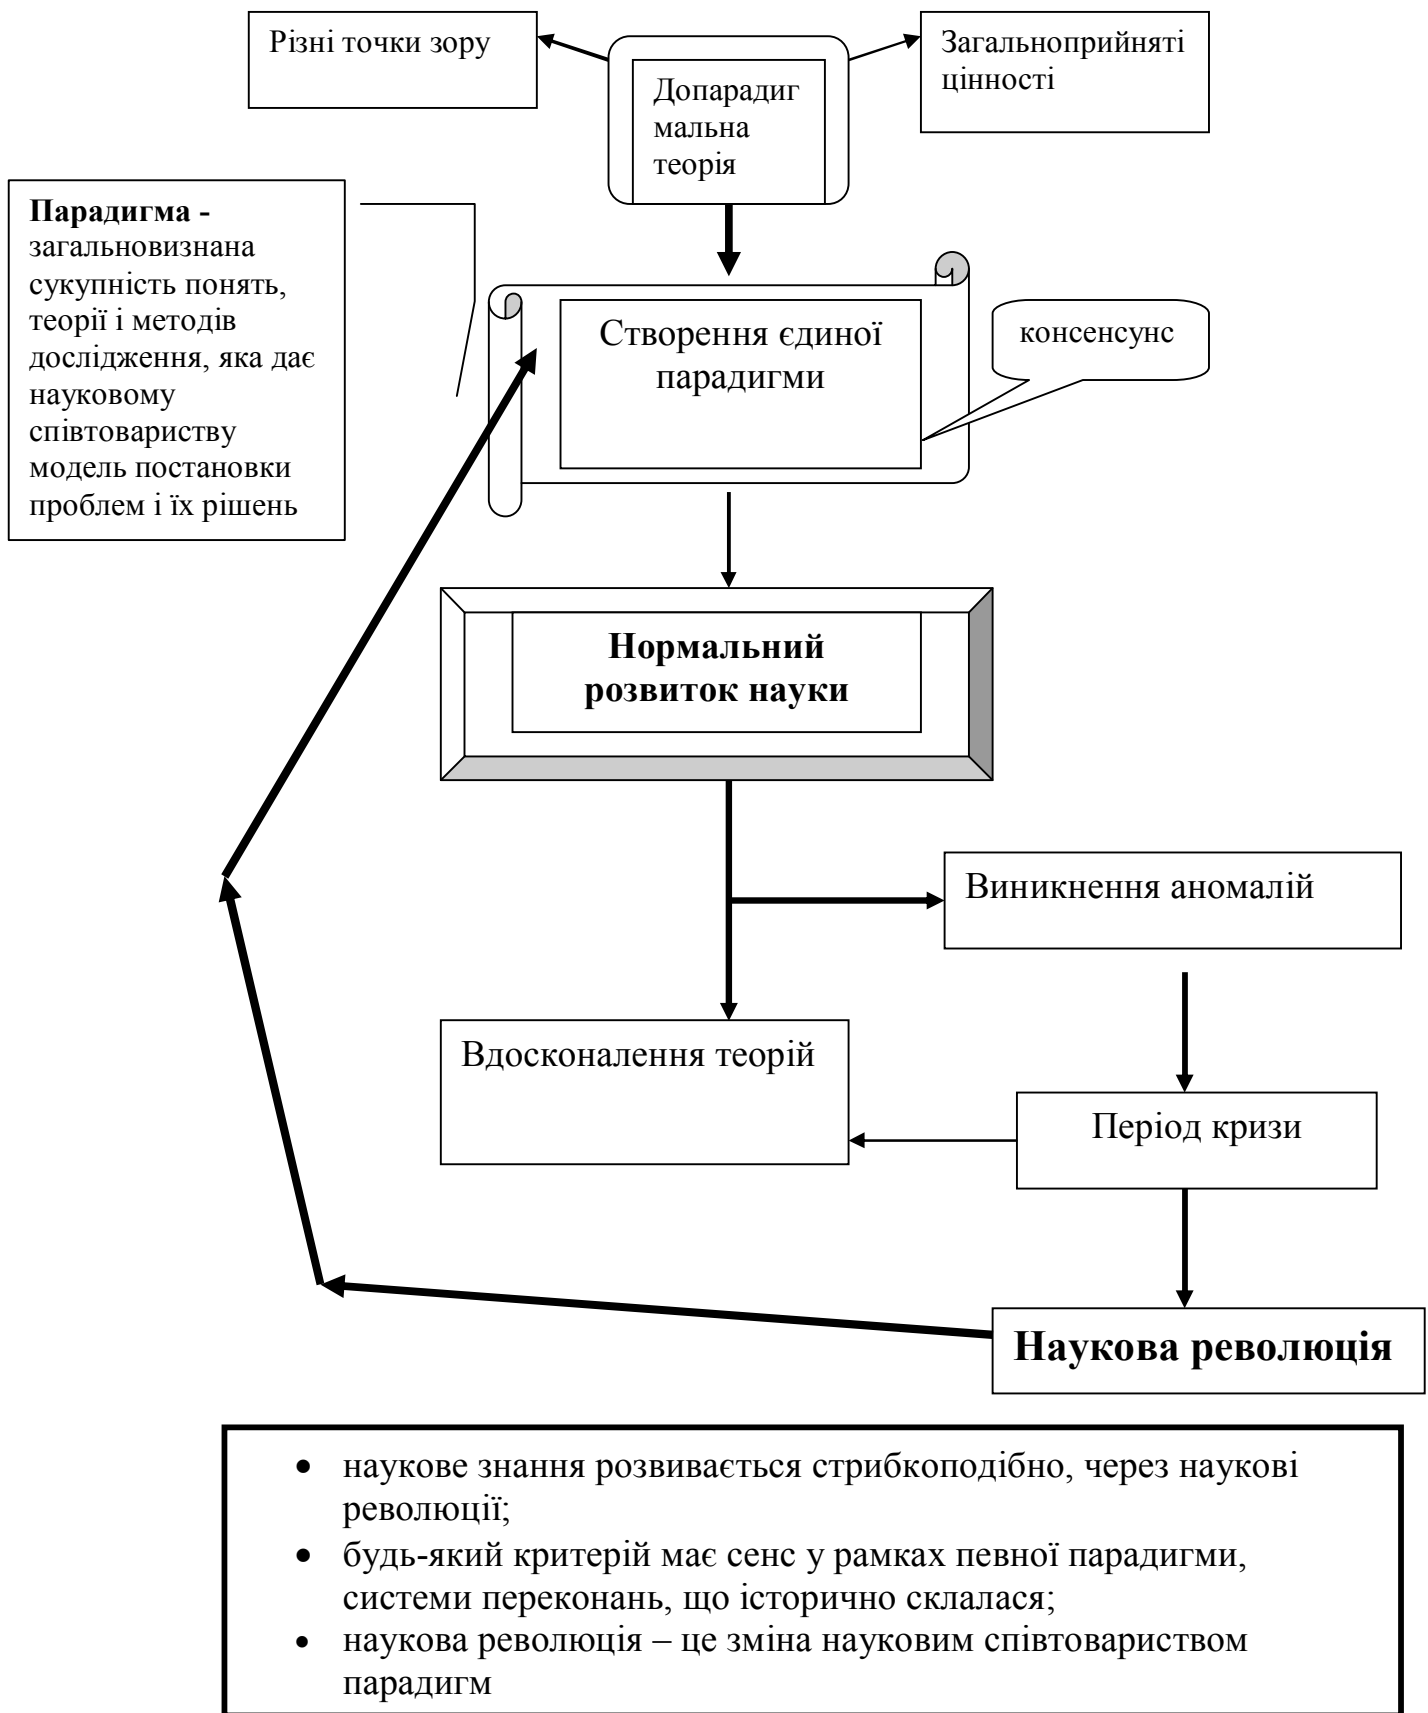 Різні точки зору
Допарадиг
мальна
теорія
Загальноприйняті
цінності
Парадигма -
загальновизнана
сукупність понять,
теорії і методів
дослідження, яка дає
науковому
співтовариству
модель постановки
проблем і їх рішень
Створення єдиної
парадигми
консенсунс
Нормальний
розвиток науки
Виникнення аномалій
Вдосконалення теорій
Період кризи
Наукова революція
• наукове знання розвивається стрибкоподібно, через наукові
революції;
• будь-який критерій має сенс у рамках певної парадигми,
системи переконань, що історично склалася;
• наукова революція – це зміна науковим співтовариством
парадигм